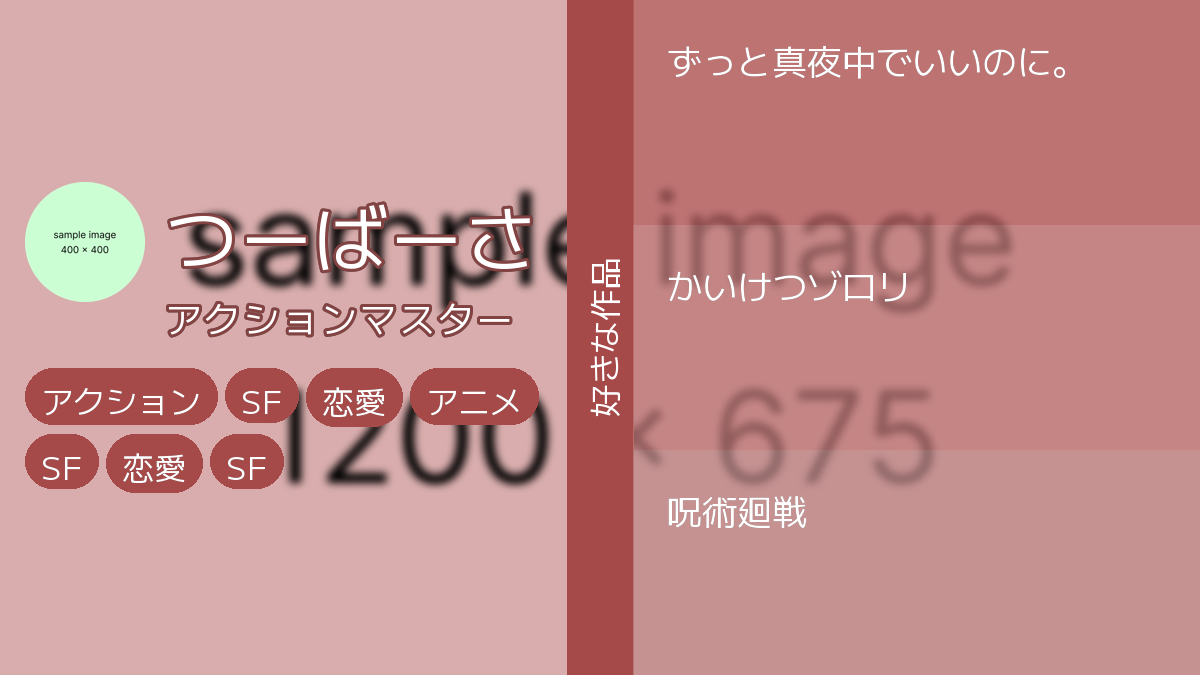 sample image
400 × 400
つーばーさ
アクションマスター
アクション SF 恋愛 アニメ
SF 恋愛 SF
好きな作品
ずっと真夜中でいいのに。
かいけつゾロリ
呪術廻戦
sample image
1200 × 675